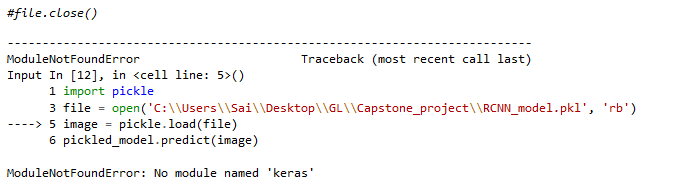 #file.close()
---------------------------------------------------------------------------
ModuleNotFoundError                       Traceback (most recent call last)
Input In [12], in <cell line: 5>()
      1 import pickle
      3 file = open('C:\\Users\\Sai\\Desktop\\GL\\Capstone_project\\RCNN_model.pkl', 'rb')
----> 5 image = pickle.load(file)
      6 pickled_model.predict(image)
ModuleNotFoundError: No module named 'keras'